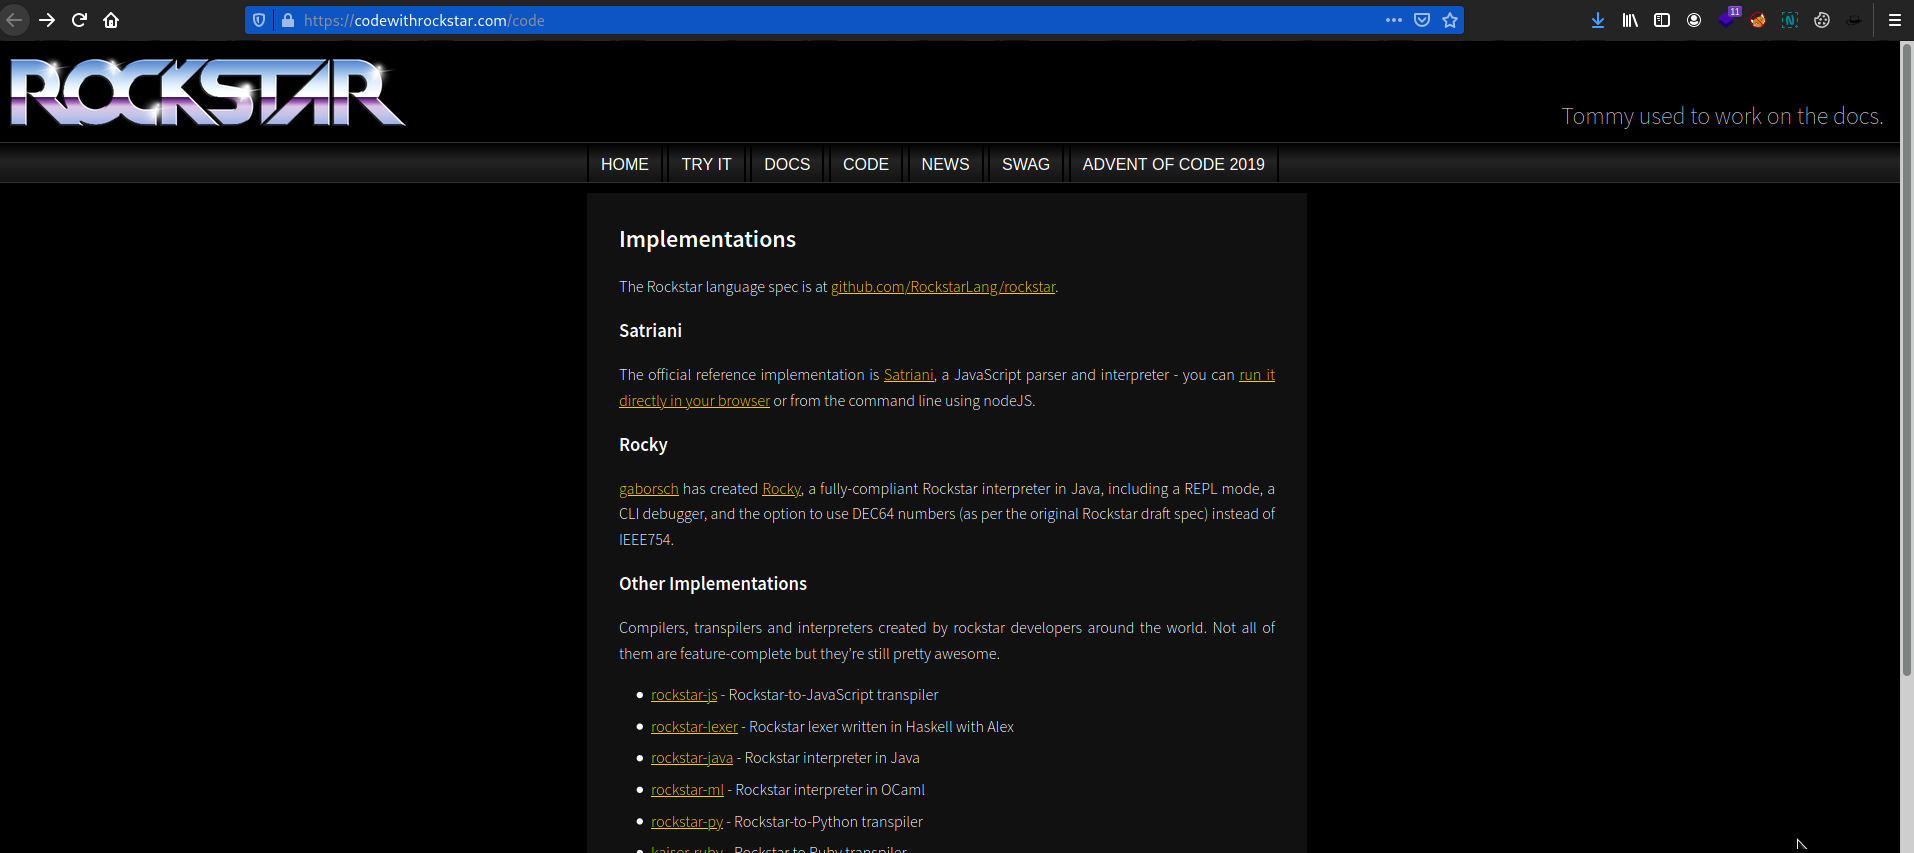 https://codewithrockstar.com/code
11
ROCKSTAR
Tommy used to work on the docs.
HOME TRY IT DOCS CODE NEWS SWAG ADVENT OF CODE 2019
Implementations
The Rockstar language spec is at github.com/RockstarLang/rockstar.
Satriani
The official reference implementation is Satriani, a JavaScript parser and interpreter - you can run it
directly in your browser or from the command line using nodeJS.
Rocky
gaborsch has created Rocky, a fully-compliant Rockstar interpreter in Java, including a REPL mode, a
CLI debugger, and the option to use DEC64 numbers (as per the original Rockstar draft spec) instead of
IEEE754.
Other Implementations
Compilers, transpilers and interpreters created by rockstar developers around the world. Not all of
them are feature-complete but they’re still pretty awesome.
• rockstar-js - Rockstar-to-JavaScript transpiler
• rockstar-lexer - Rockstar lexer written in Haskell with Alex
• rockstar-java - Rockstar interpreter in Java
• rockstar-ml - Rockstar interpreter in OCaml
• rockstar-py - Rockstar-to-Python transpiler
• kaiser-ruby - Rockstar to Ruby transpiler